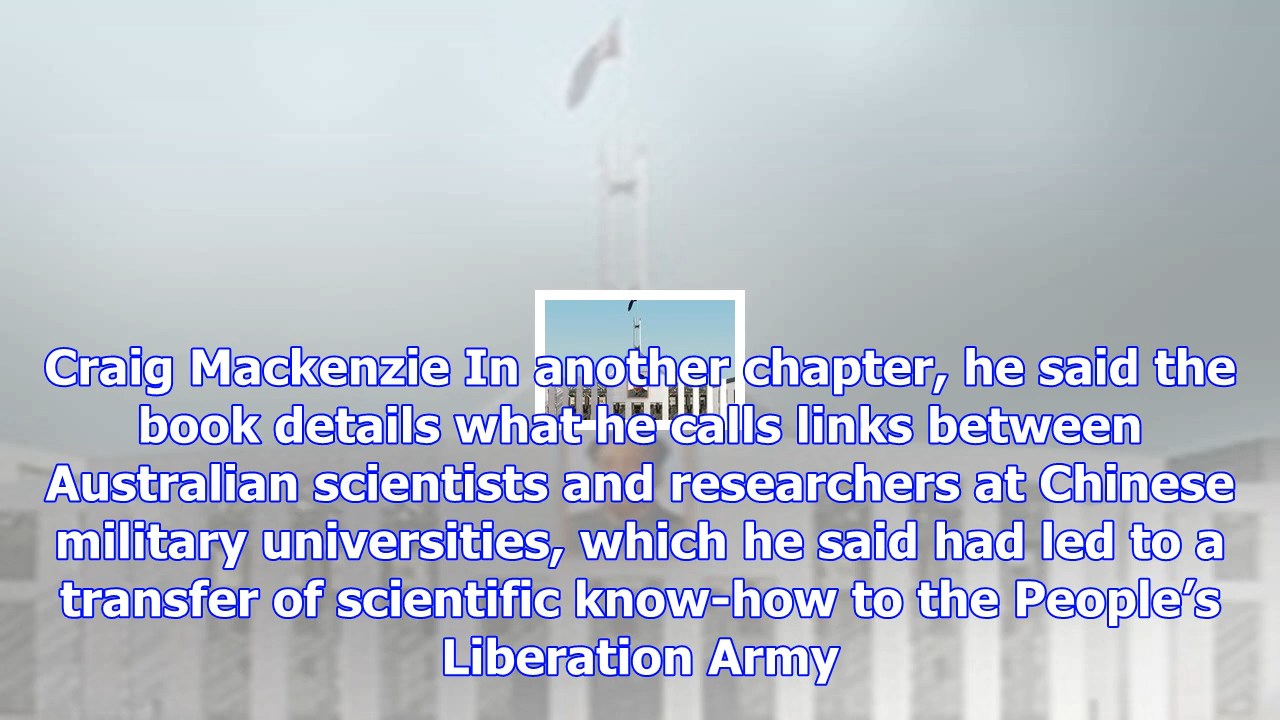 Craig Mackenzie In another chapter, he said the
book details what he calls links between
Australian scientists and researchers at Chinese
military universities, which he said had led to a
transfer of scientific know-how to the People’s
Liberation Army